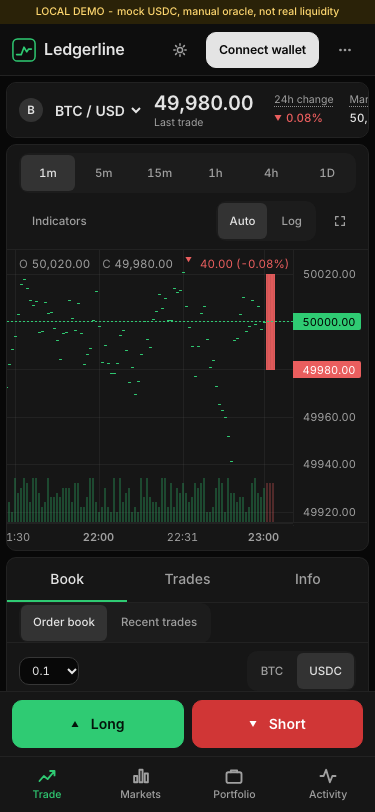 LOCAL DEMO - mock USDC, manual oracle, not real liquidity
Ledgerline
Connect wallet
B BTC / USD 49,980.00 24h change
Last trade 0.08% 50,
1m 5m 15m 1h 4h 1D
Indicators Auto Log
O 50,020.00 C 49,980.00 40.00 (−0.08%)
50020.00
50000.00
49980.00
49960.00
49940.00
49920.00
1:30 22:00 22:31 23:00
Book Trades Info
Order book Recent trades
0.1 BTC USDC
Long Short
Trade Markets Portfolio Activity